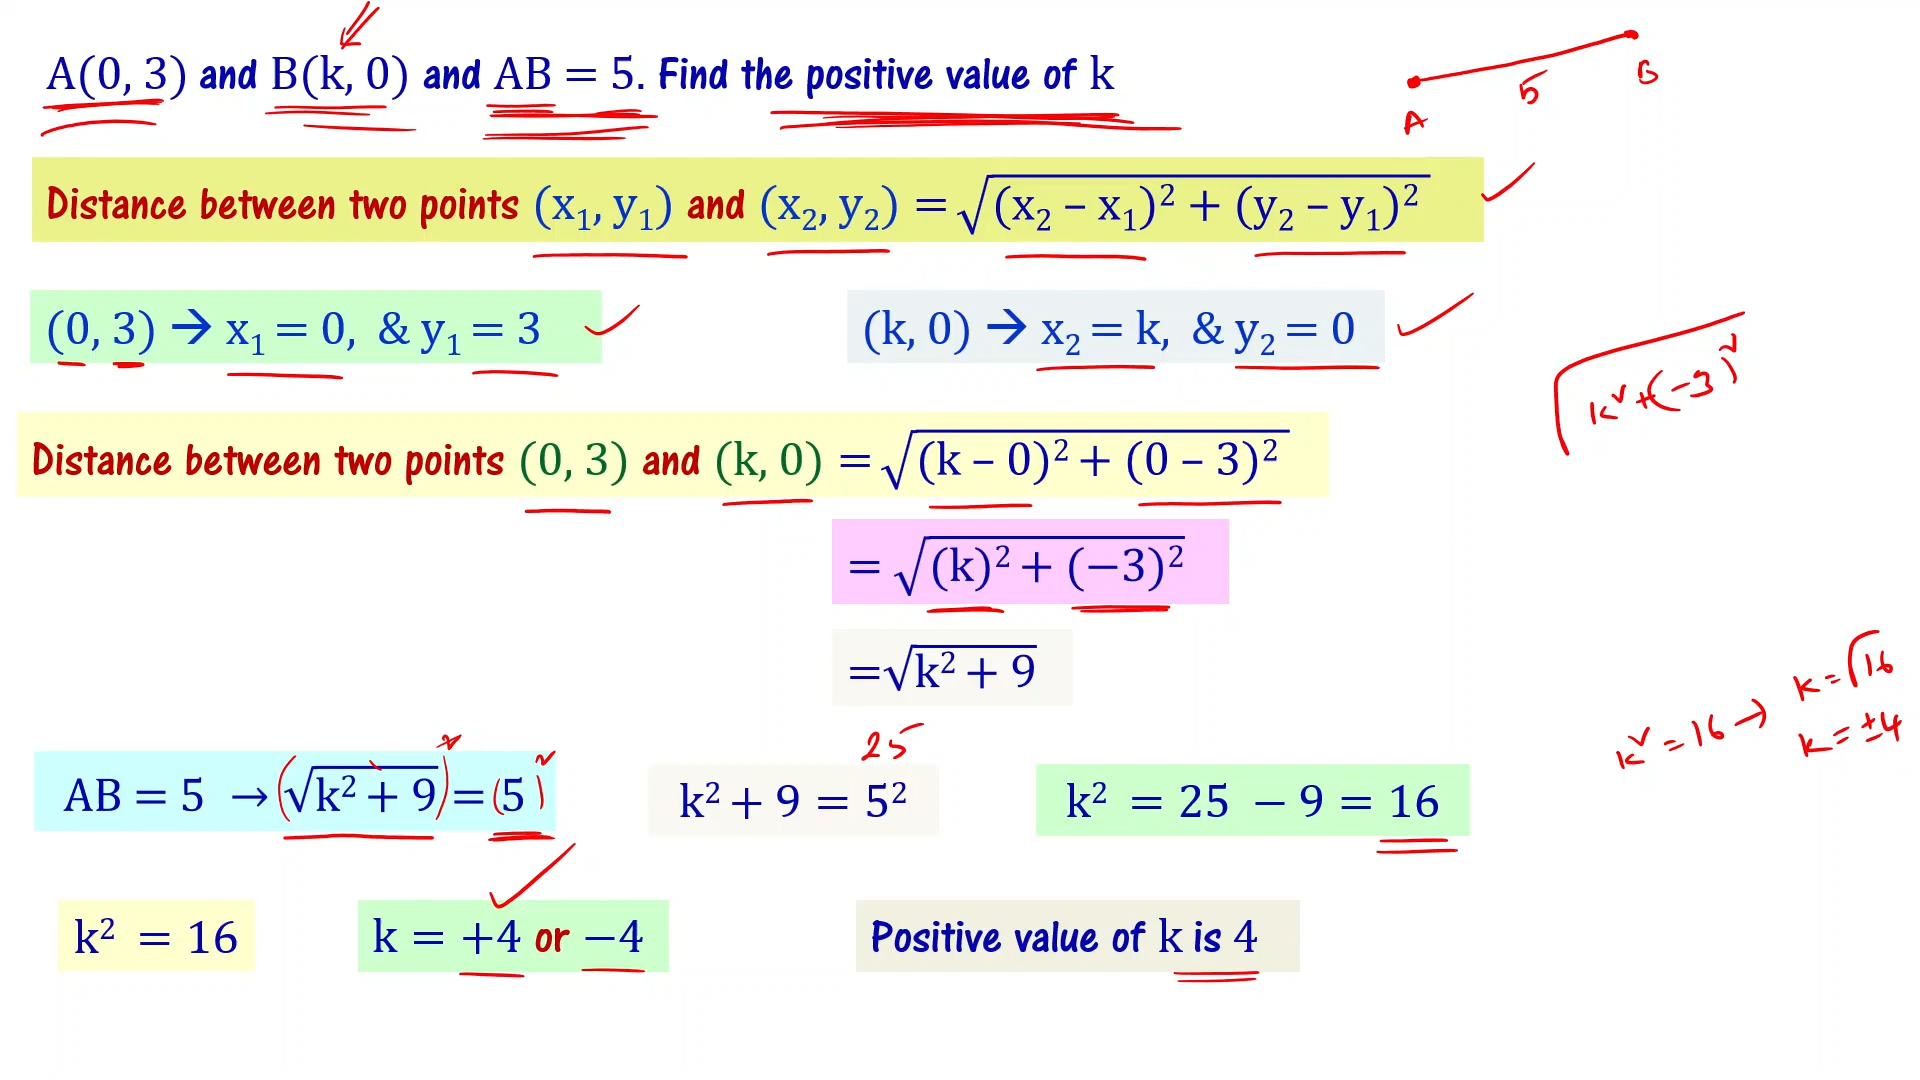 A(0, 3) and B(k, 0) and AB = 5. Find the positive value of k
A 5 B
Distance between two points (x₁, y₁) and (x₂, y₂) = √(x₂ – x₁)² + (y₂ – y₁)²
(0, 3) → x₁ = 0, & y₁ = 3
(k, 0) → x₂ = k, & y₂ = 0
√k² + (−3)²
Distance between two points (0, 3) and (k, 0) = √(k – 0)² + (0 – 3)²
= √(k)² + (−3)²
=√k² + 9
k² = 16 → k = √16
k = ±4
25
AB = 5 → (√k² + 9)² = (5)²
k² + 9 = 5²
k² = 25 − 9 = 16
k² = 16
k = +4 or −4
Positive value of k is 4